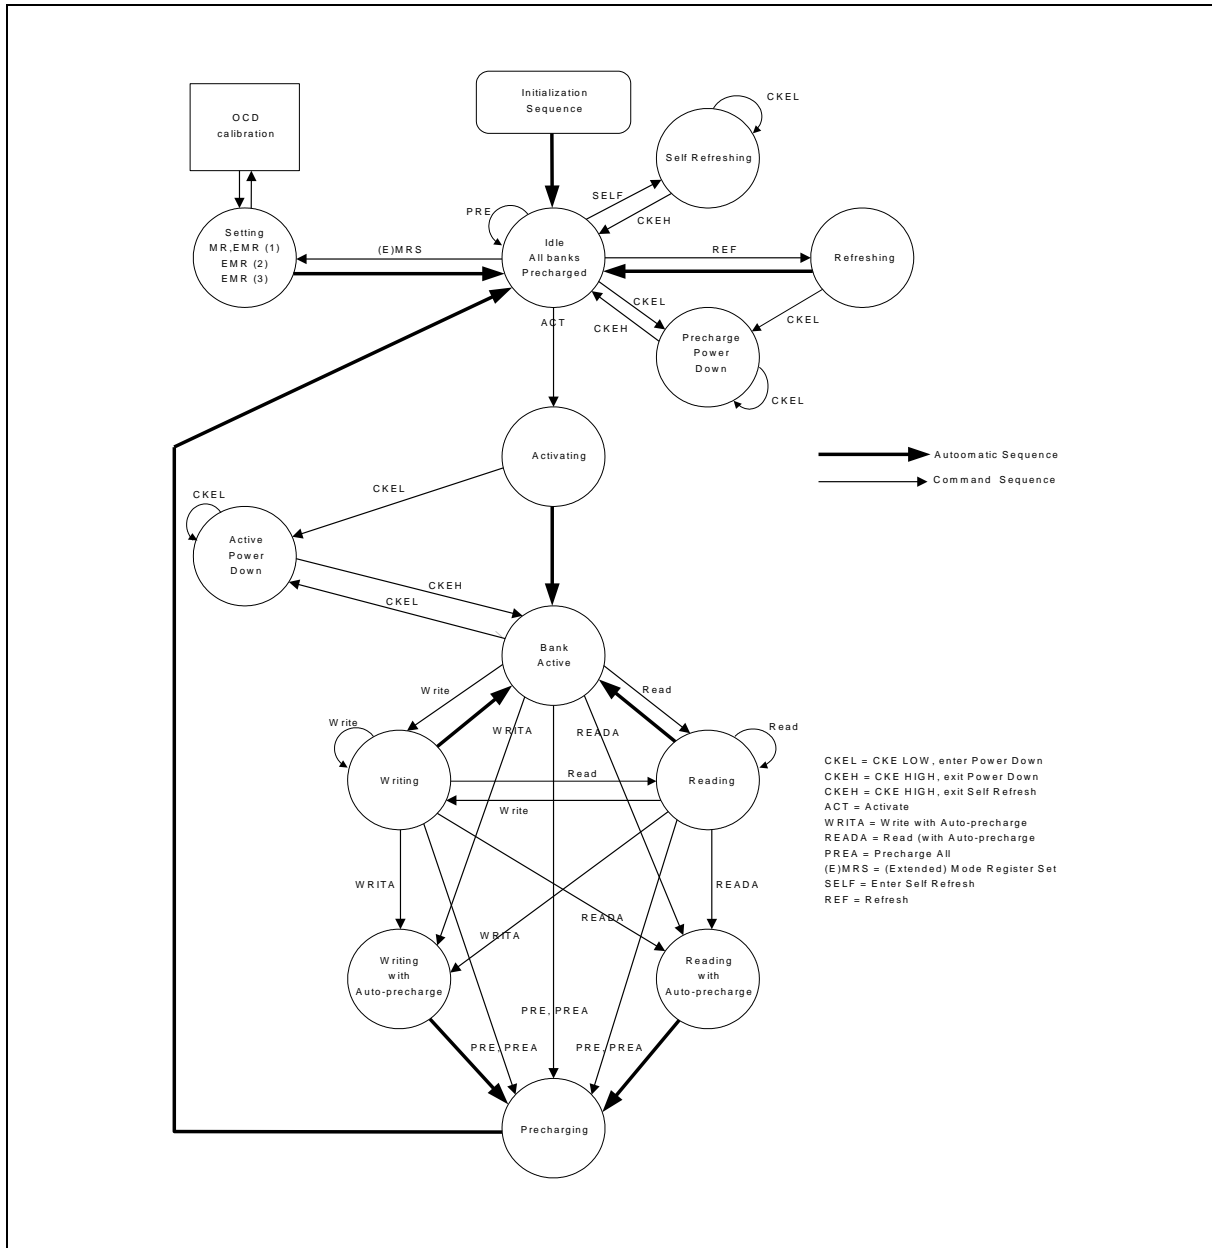 Initialization
Sequence
OCD
calibration
CKEL
Self Refreshing
SELF
CKEH
PRE
Setting
MR,EMR (1)
EMR (2)
EMR (3)
(E)MRS
Idle
All banks
Precharged
REF
Refreshing
CKEL
CKEH
CKEL
ACT
Precharge
Power
Down
CKEL
Activating
Autoomatic Sequence
Command Sequence
CKEL
CKEL
Active
Power
Down
CKEH
CKEL
Bank
Active
Write
Read
Write
WRITA
READA
Read
Writing
Read
Reading
Write
CKEL = CKE LOW, enter Power Down
CKEH = CKE HIGH, exit Power Down
CKEH = CKE HIGH, exit Self Refresh
ACT = Activate
WRITA = Write with Auto-precharge
READA = Read (with Auto-precharge
PREA = Precharge All
(E)MRS = (Extended) Mode Register Set
SELF = Enter Self Refresh
REF = Refresh
WRITA
READA
READA
WRITA
Writing
with
Auto-precharge
Reading
with
Auto-precharge
PRE, PREA
PRE, PREA
PRE, PREA
Precharging